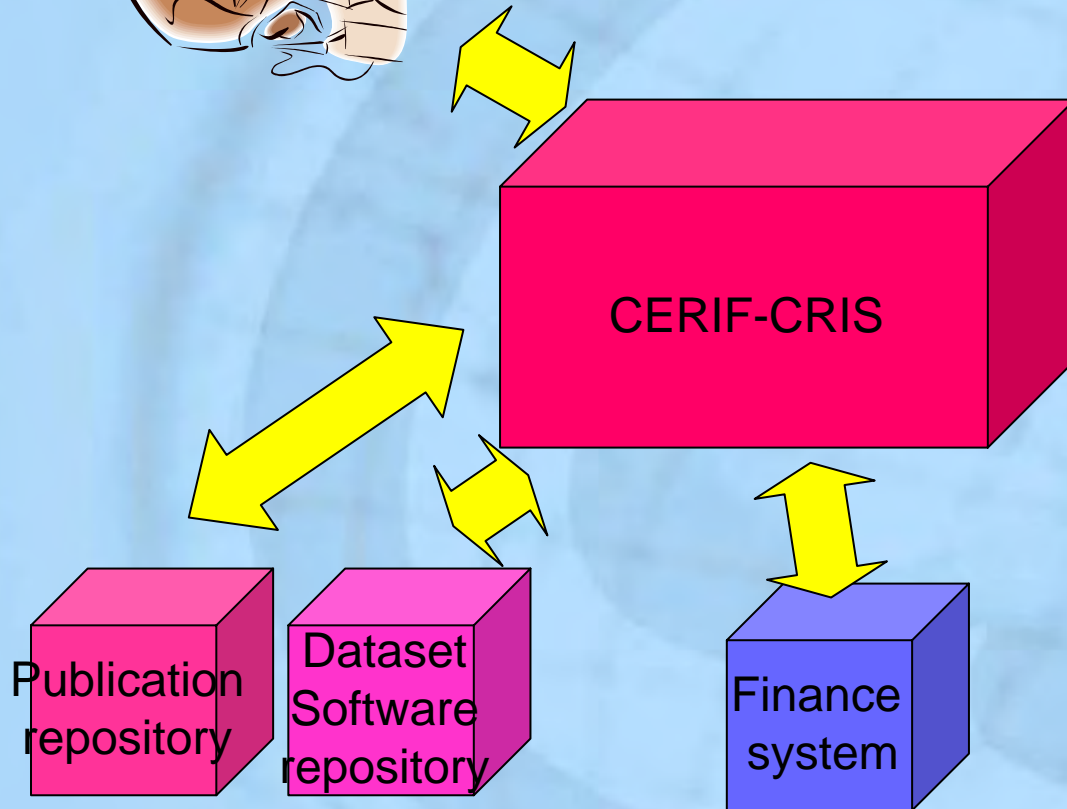 CERIF-CRIS
Publication
repository
Dataset
Software
repository
Finance
system